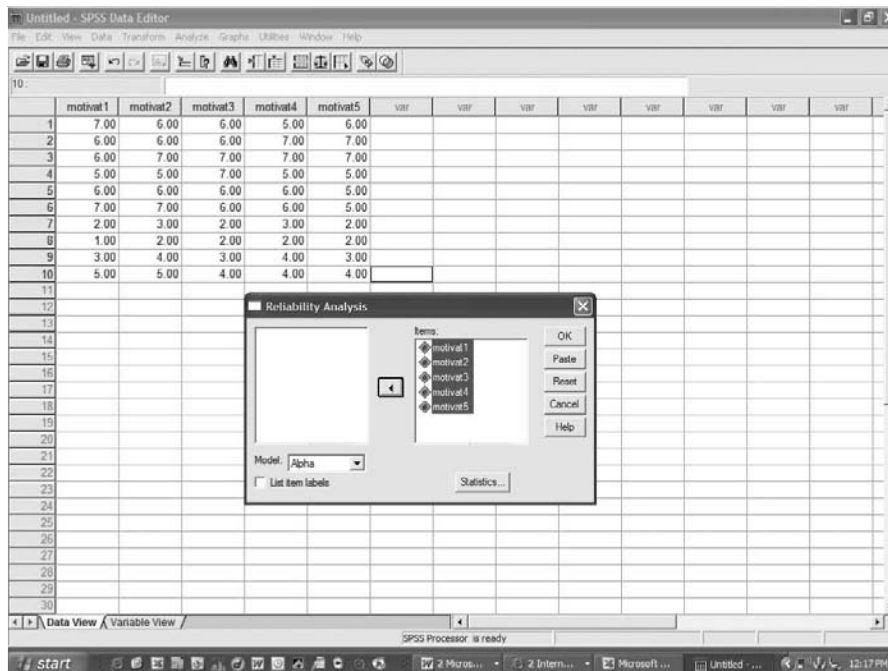 Untitled - SPSS Data Editor
File Edit View Data Transform Analyze Graphs Utilities Window Help
10 :
motivat1 motivat2 motivat3 motivat4 motivat5 var var var var var var var var
1 7.00 6.00 6.00 5.00 6.00
2 6.00 6.00 6.00 7.00 7.00
3 6.00 7.00 7.00 7.00 7.00
4 5.00 5.00 7.00 5.00 5.00
5 6.00 6.00 6.00 6.00 5.00
6 7.00 7.00 6.00 6.00 5.00
7 2.00 3.00 2.00 3.00 2.00
8 1.00 2.00 2.00 2.00 2.00
9 3.00 4.00 3.00 4.00 3.00
10 5.00 5.00 4.00 4.00 4.00
11
12
13
14
15
16
17
18
19
20
21
22
23
24
25
26
27
28
29
30
Reliability Analysis
Items:
motivat1
motivat2
motivat3
motivat4
motivat5
OK
Paste
Reset
Cancel
Help
Model: Alpha
List item labels
Statistics...
Data View Variable View
SPSS Processor is ready
start
2 Micros...
2 Intern...
Microsoft ...
Untitled - ...
12:17 PM